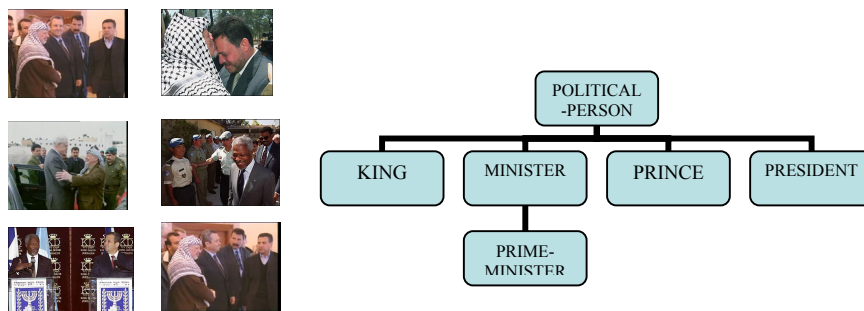 POLITICAL
-PERSON
KING
MINISTER
PRINCE
PRESIDENT
PRIME-
MINISTER